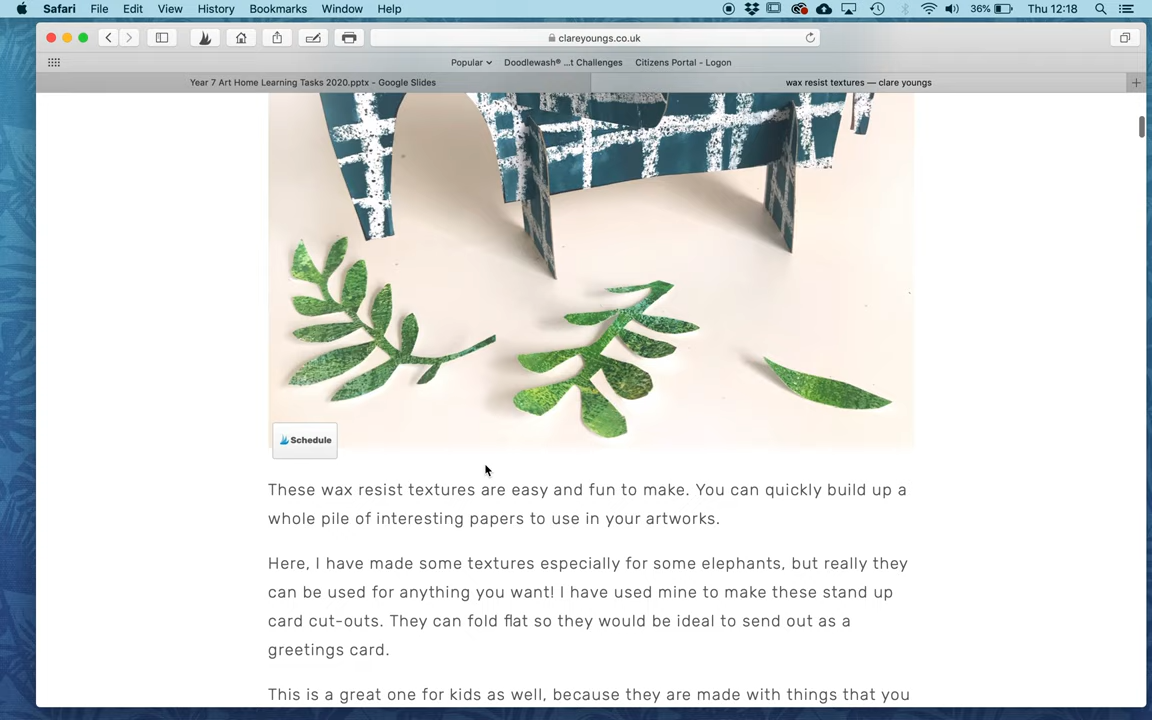 Safari File Edit View History Bookmarks Window Help 36% Thu 12:18
clareyoungs.co.uk
Popular Doodlewash® ...t Challenges Citizens Portal - Logon
Year 7 Art Home Learning Tasks 2020.pptx - Google Slides wax resist textures — clare youngs
Schedule
These wax resist textures are easy and fun to make. You can quickly build up a
whole pile of interesting papers to use in your artworks.
Here, I have made some textures especially for some elephants, but really they
can be used for anything you want! I have used mine to make these stand up
card cut-outs. They can fold flat so they would be ideal to send out as a
greetings card.
This is a great one for kids as well, because they are made with things that you